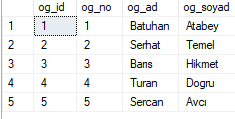 og_id og_no og_ad og_soyad
1 1 1 Batuhan Atabey
2 2 2 Serhat Temel
3 3 3 Barıs Hikmet
4 4 4 Turan Dogru
5 5 5 Sercan Avcı